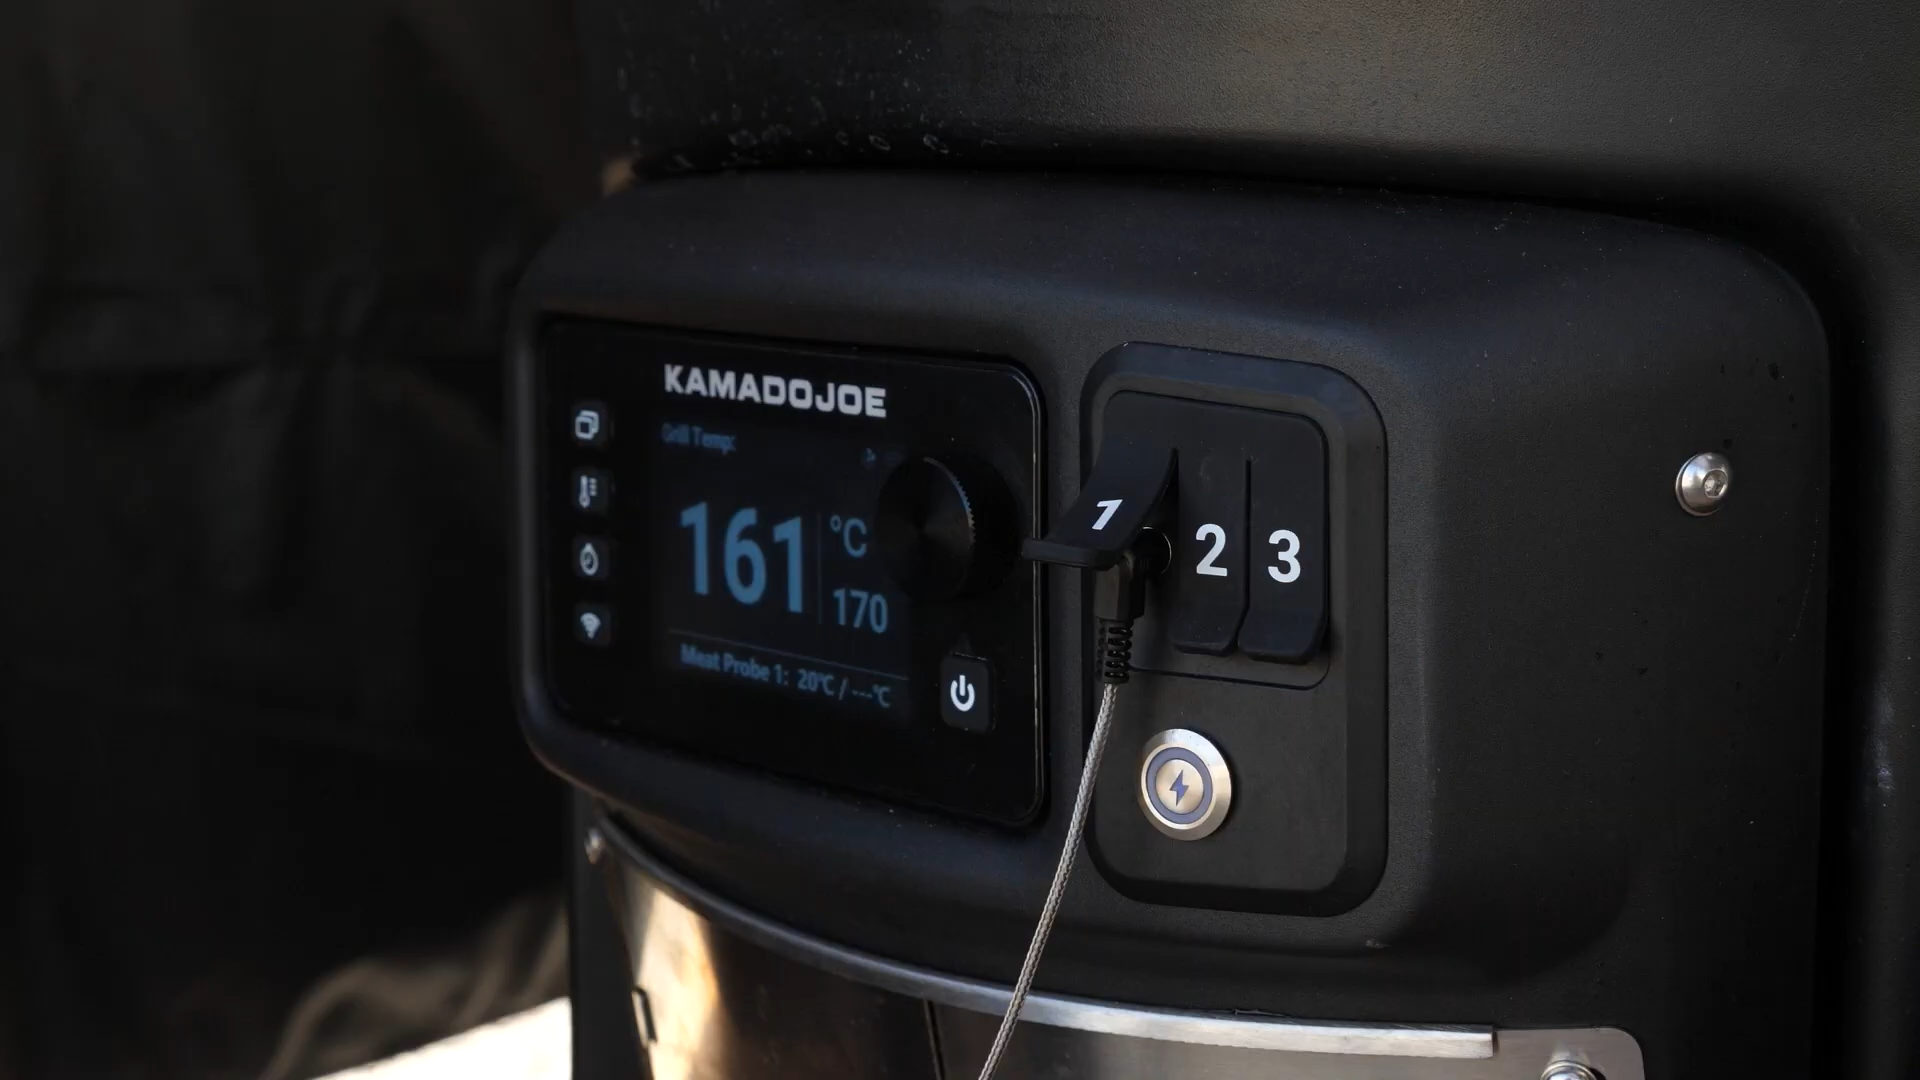 KAMADOJOE
Grill Temp:
161 °C
170
Meat Probe 1: 20°C / ---°C
1
2
3